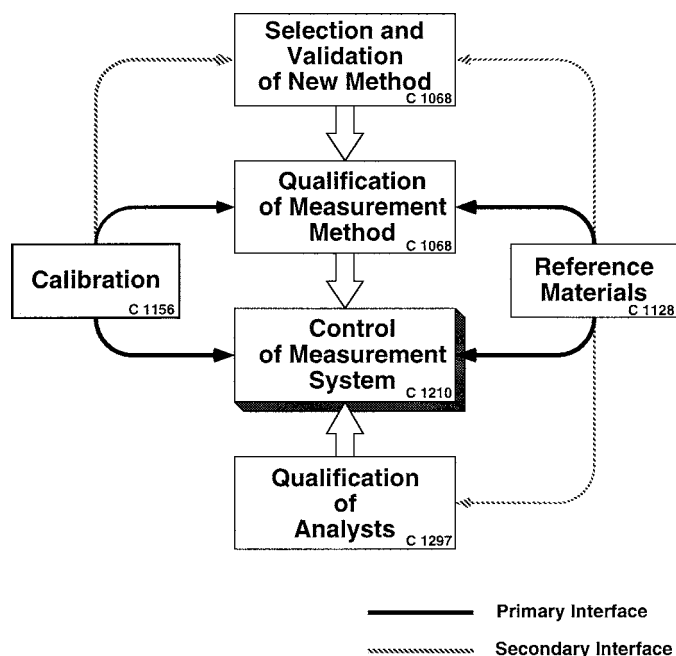 Selection and
Validation
of New Method
C 1068
Qualification
of Measurement
Method
C 1068
Calibration
C 1156
Reference
Materials
C 1128
Control
of Measurement
System
C 1210
Qualification
of
Analysts
C 1297
Primary Interface
Secondary Interface